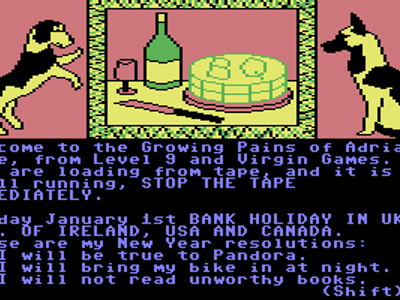 come to the Growing Pains of Adria
e, from Level 9 and Virgin Games.
are loading from tape, and it is
ll running, STOP THE TAPE
EDIATELY.
day January 1st BANK HOLIDAY IN UK
. OF IRELAND, USA AND CANADA.
se are my New Year resolutions:
I will be true to Pandora.
I will bring my bike in at night.
I will not read unworthy books.
(Shift)